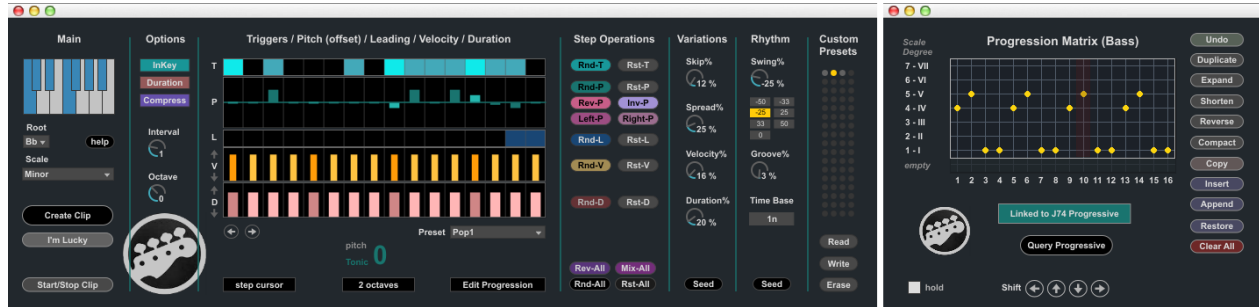 Main
Root
Bb
help
Scale
Minor
Create Clip
I'm Lucky
Start/Stop Clip
Options
InKey
Duration
Compress
Interval
1
Octave
0
Triggers / Pitch (offset) / Leading / Velocity / Duration
T
P
L
V
D
Preset Pop1
pitch
Tonic 0
step cursor
2 octaves
Edit Progression
Step Operations
Rnd-T Rst-T
Rnd-P Rst-P
Rev-P Inv-P
Left-P Right-P
Rnd-L Rst-L
Rnd-V Rst-V
Rnd-D Rst-D
Rev-All Mix-All
Rnd-All Rst-All
Variations
Skip%
12 %
Spread%
25 %
Velocity%
16 %
Duration%
20 %
Seed
Rhythm
Swing%
-25 %
-50 -33
-25 25
33 50
0
Groove%
3 %
Time Base
1n
Seed
Custom
Presets
Read
Write
Erase
Progression Matrix (Bass)
Scale
Degree
7 - VII
6 - VI
5 - V
4 - IV
3 - III
2 - II
1 - I
empty
1 2 3 4 5 6 7 8 9 10 11 12 13 14 15 16
Linked to J74 Progressive
Query Progressive
hold
Shift
Undo
Duplicate
Expand
Shorten
Reverse
Compact
Copy
Insert
Append
Restore
Clear All